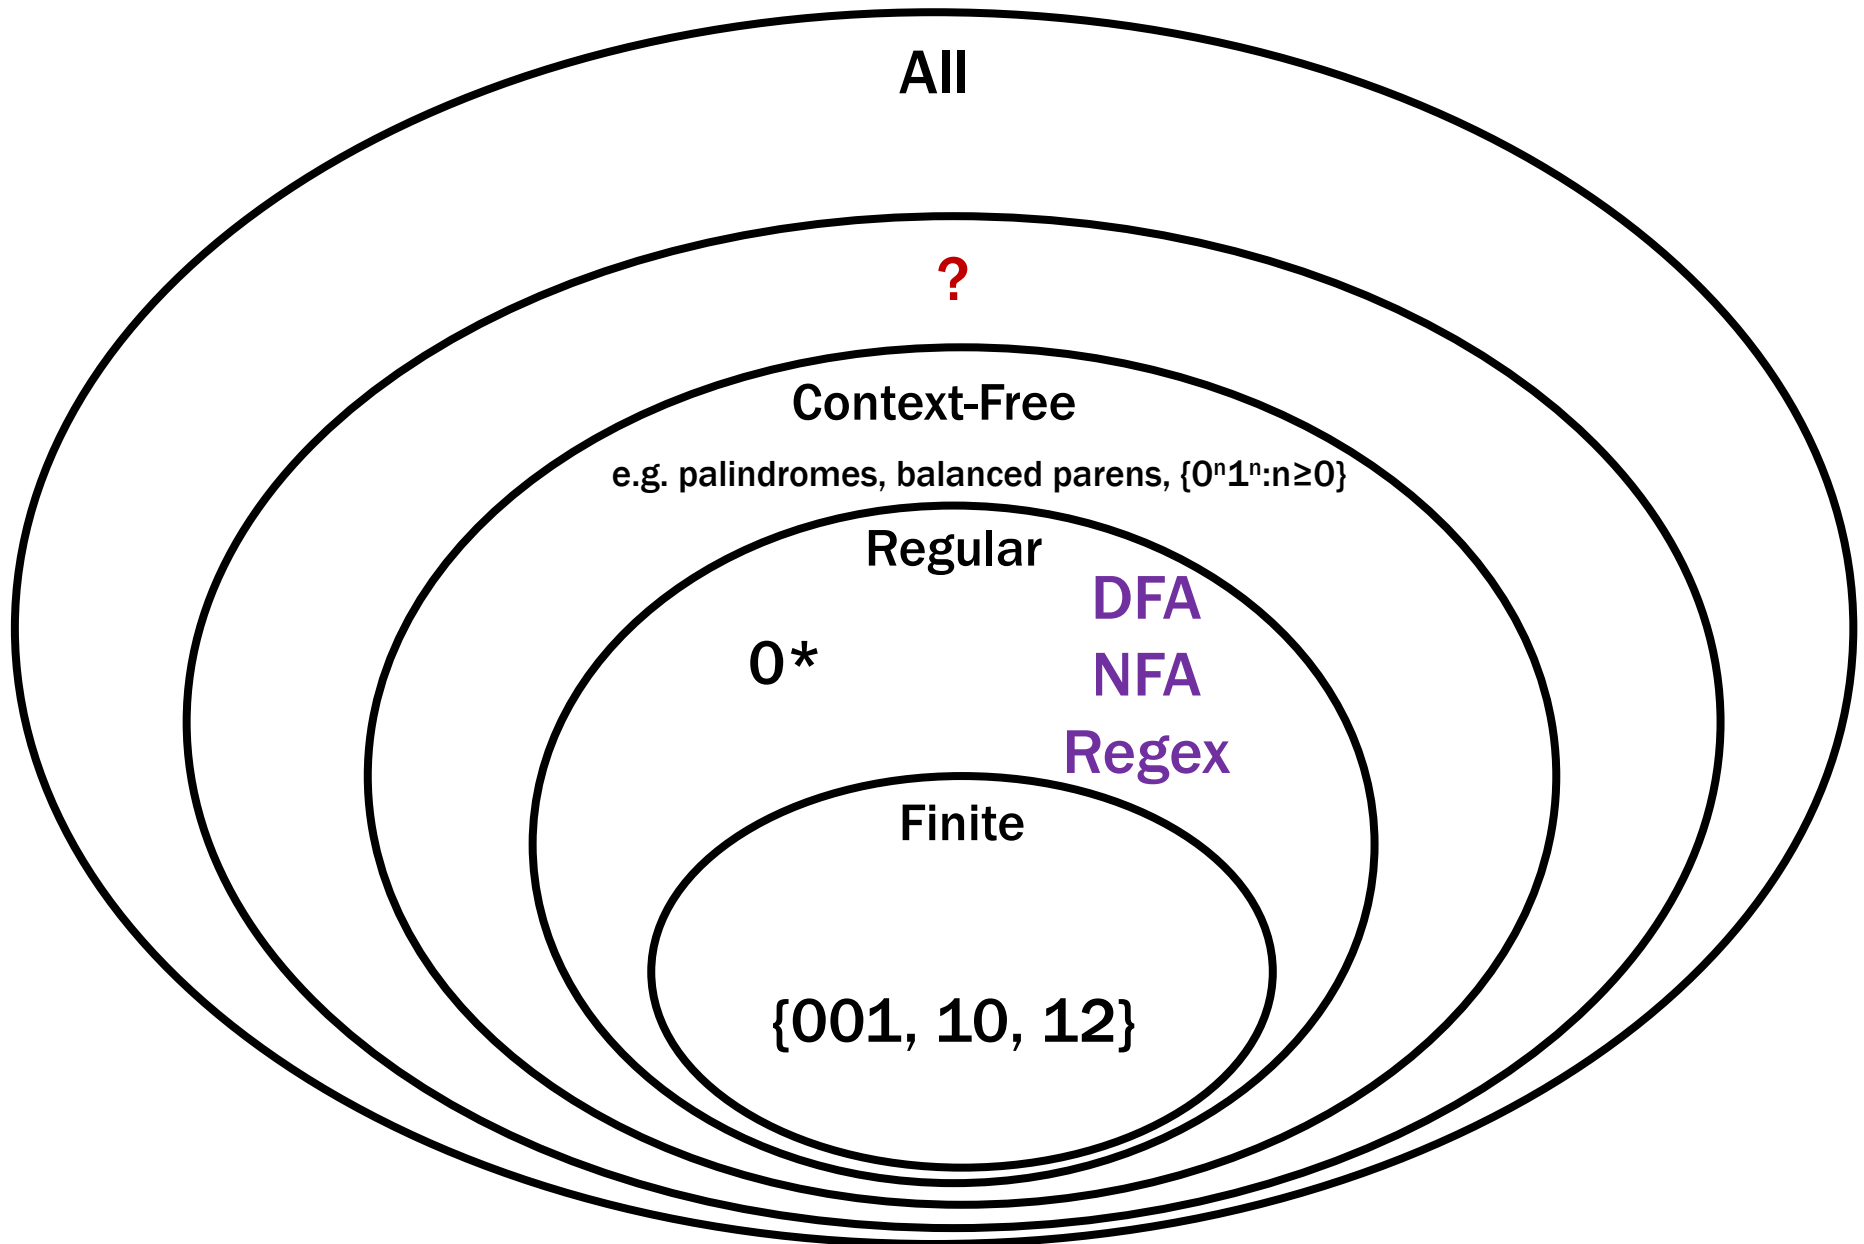 All
?
Context-Free
e.g. palindromes, balanced parens, {0ⁿ1ⁿ:n≥0}
Regular
DFA
0*
NFA
Regex
Finite
{001, 10, 12}